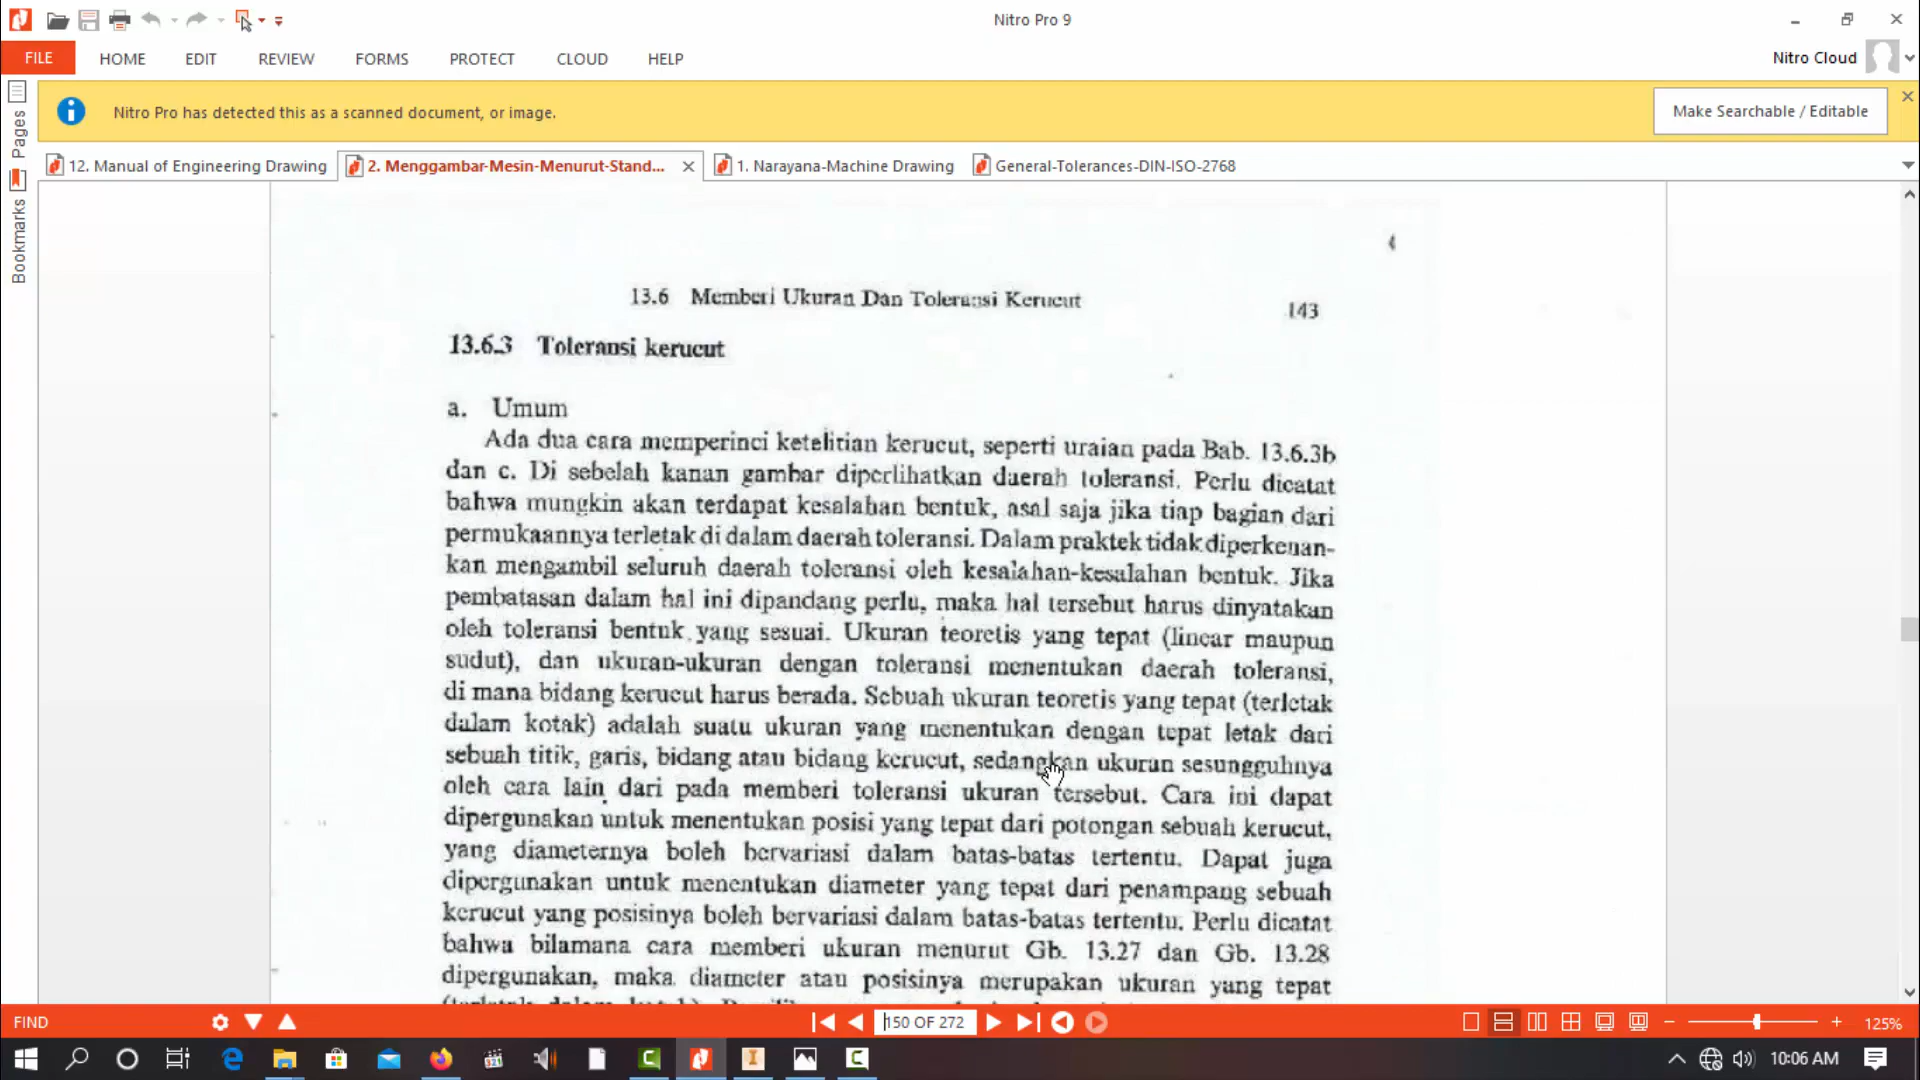 Nitro Pro 9
FILE
HOME
EDIT
REVIEW
FORMS
PROTECT
CLOUD
HELP
Nitro Cloud
Nitro Pro has detected this as a scanned document, or image.
Make Searchable / Editable
Pages
Bookmarks
12. Manual of Engineering Drawing
2. Menggambar-Mesin-Menurut-Stand...
1. Narayana-Machine Drawing
General-Tolerances-DIN-ISO-2768
13.6 Memberi Ukuran Dan Toleransi Kerucut
143
13.6.3 Toleransi kerucut
a. Umum
Ada dua cara memperinci ketelitian kerucut, seperti uraian pada Bab. 13.6.3b
dan c. Di sebelah kanan gambar diperlihatkan daerah toleransi. Perlu dicatat
bahwa mungkin akan terdapat kesalahan bentuk, asal saja jika tiap bagian dari
permukaannya terletak di dalam daerah toleransi. Dalam praktek tidak diperkenan-
kan mengambil seluruh daerah toleransi oleh kesalahan-kesalahan bentuk. Jika
pembatasan dalam hal ini dipandang perlu, maka hal tersebut harus dinyatakan
oleh toleransi bentuk yang sesuai. Ukuran teoretis yang tepat (linear maupun
sudut), dan ukuran-ukuran dengan toleransi menentukan daerah toleransi,
di mana bidang kerucut harus berada. Sebuah ukuran teoretis yang tepat (terletak
dalam kotak) adalah suatu ukuran yang menentukan dengan tepat letak dari
sebuah titik, garis, bidang atau bidang kerucut, sedangkan ukuran sesungguhnya
oleh cara lain dari pada memberi toleransi ukuran tersebut. Cara ini dapat
dipergunakan untuk menentukan posisi yang tepat dari potongan sebuah kerucut,
yang diameternya boleh bervariasi dalam batas-batas tertentu. Dapat juga
dipergunakan untuk menentukan diameter yang tepat dari penampang sebuah
kerucut yang posisinya boleh bervariasi dalam batas-batas tertentu. Perlu dicatat
bahwa bilamana cara memberi ukuran menurut Gb. 13.27 dan Gb. 13.28
dipergunakan, maka diameter atau posisinya merupakan ukuran yang tepat
FIND
150 OF 272
125%
10:06 AM